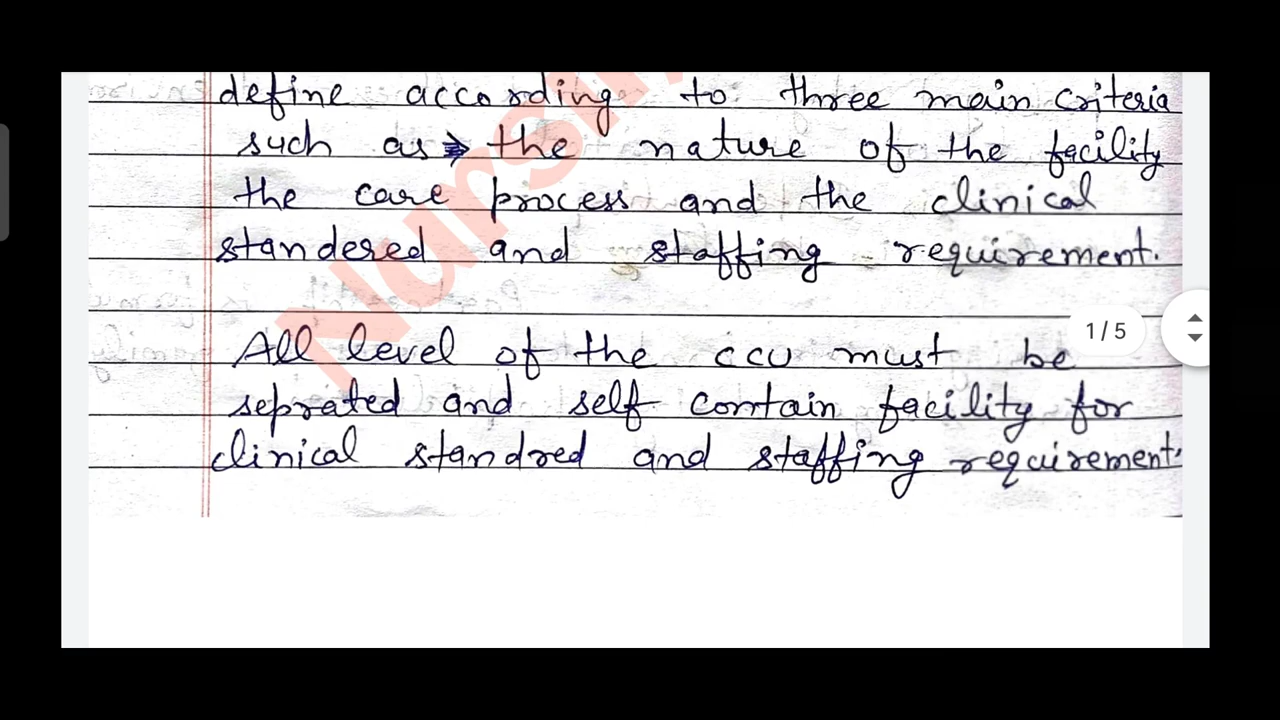 define according to three main criteria
such as → the nature of the facility
the care process and the clinical
standered and staffing requirement.
1/5
All level of the CCU must be
seprated and self contain facility for
clinical standred and staffing requirement.